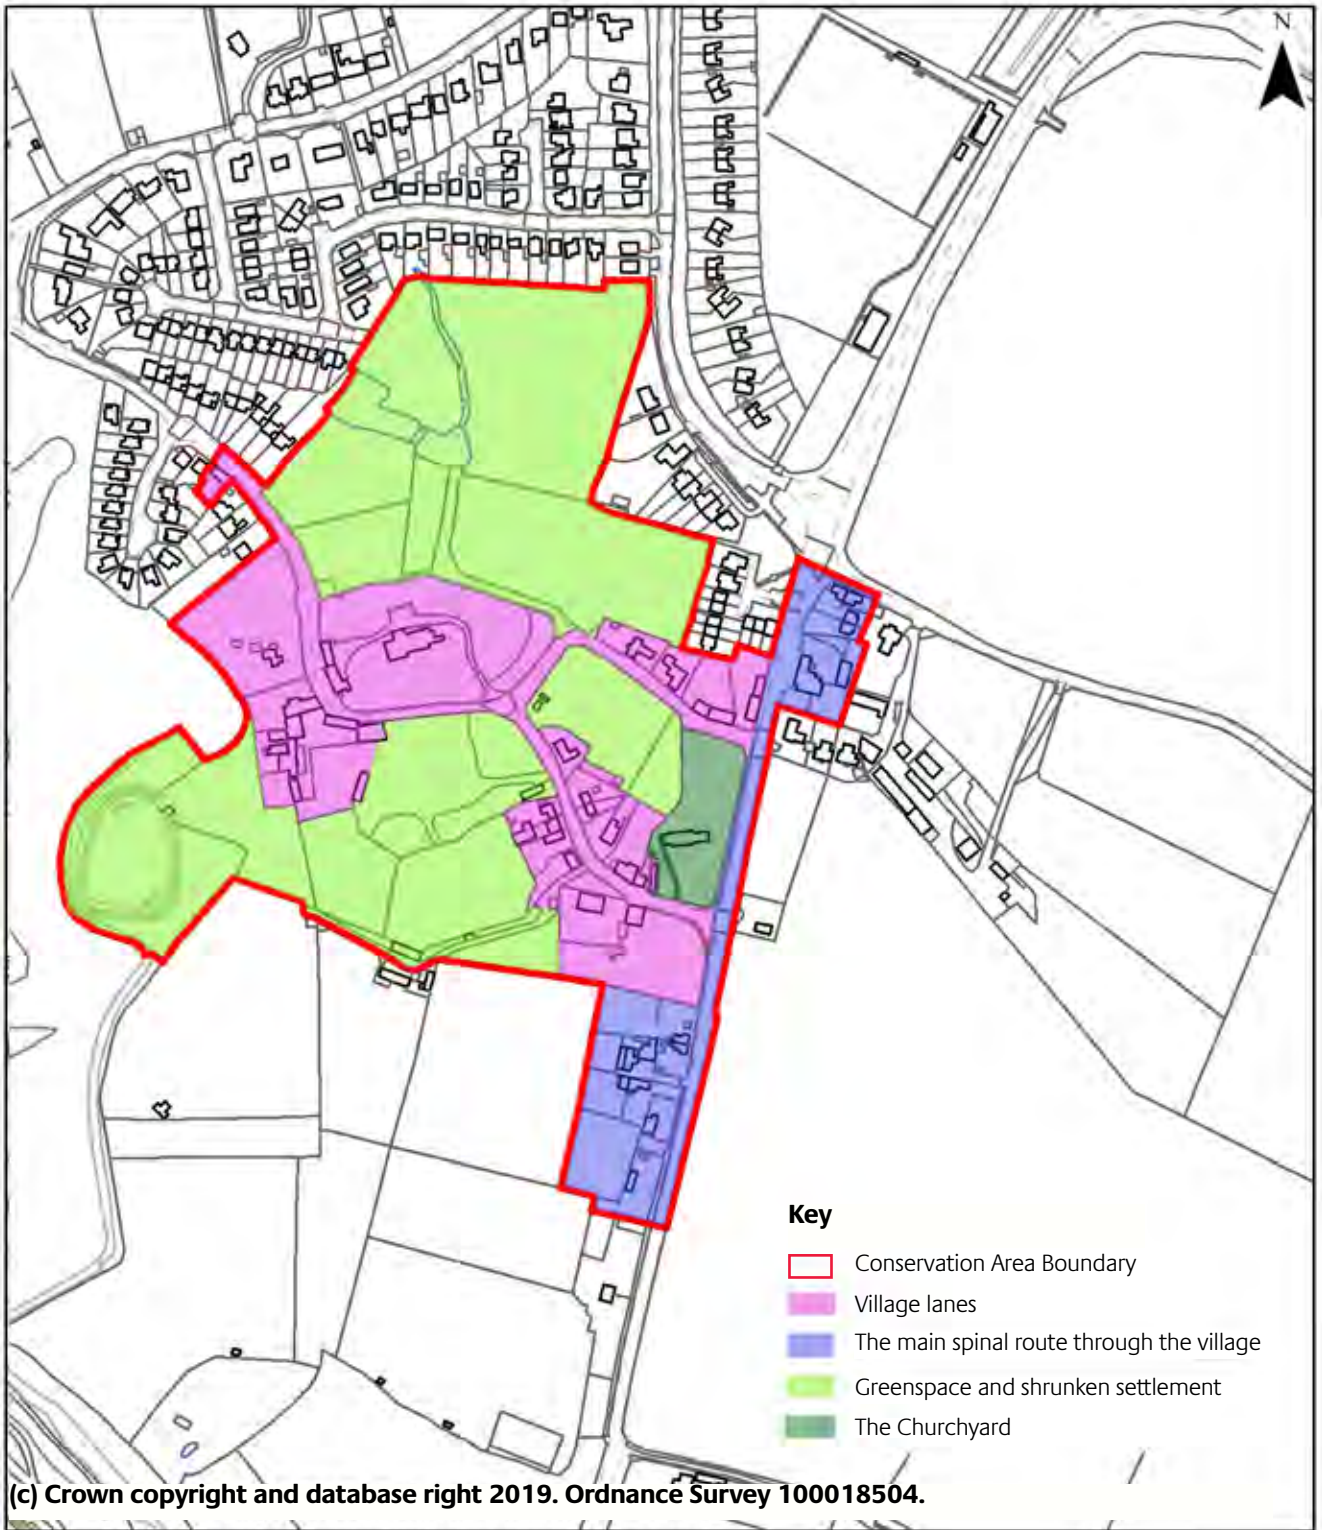 N
Key
Conservation Area Boundary
Village lanes
The main spinal route through the village
Greenspace and shrunken settlement
The Churchyard
(c) Crown copyright and database right 2019. Ordnance Survey 100018504.